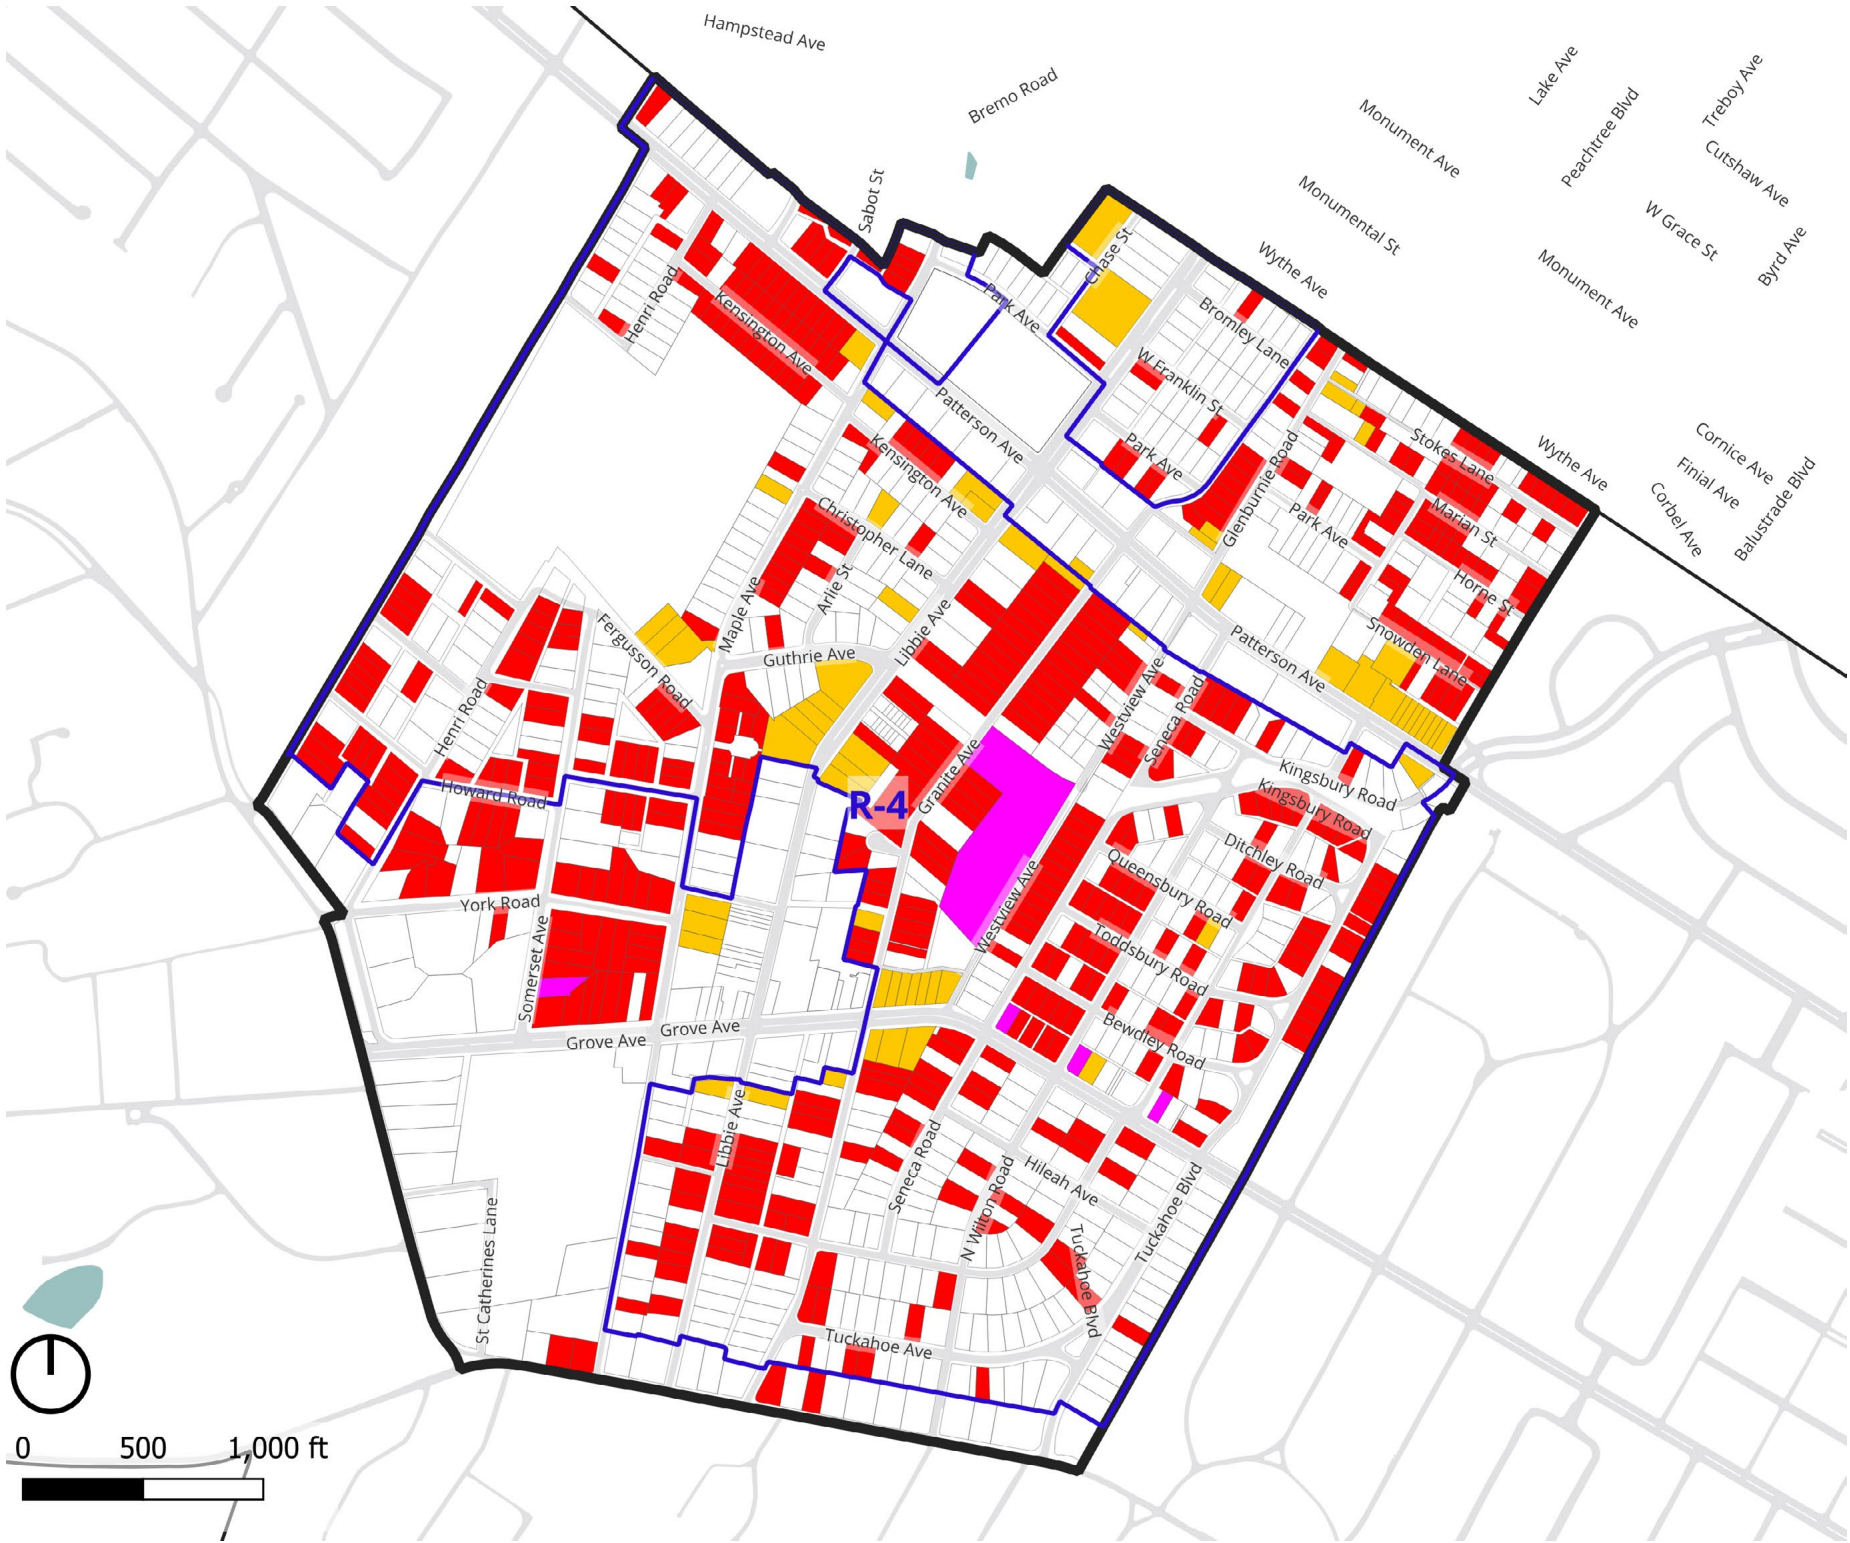 Hampstead Ave
Bremo Road
Lake Ave
Treboy Ave
Peachtree Blvd
Monument Ave
Cutshaw Ave
Sabot St
Monumental St
W Grace St
Byrd Ave
Chase St
Wythe Ave
Monument Ave
Park Ave
Bromley Lane
Henri Road
Kensington Ave
W Franklin St
Patterson Ave
Stokes Lane
Wythe Ave
Cornice Ave
Kensington Ave
Park Ave
Glenburnie Road
Finial Ave
Corbel Ave
Balustrade Blvd
Christopher Lane
Park Ave
Marian St
Arlie St
Maple Ave
Horne St
Fergusson Road
Libbie Ave
Guthrie Ave
Patterson Ave
Snowden Lane
Henri Road
Westview Ave
Seneca Road
Granite Ave
Kingsbury Road
Howard Road
R-4
Kingsbury Road
Ditchley Road
Queensbury Road
York Road
Westview Ave
Toddsbury Road
Somerset Ave
Grove Ave
Grove Ave
Bewdley Road
Libbie Ave
Seneca Road
Hileah Ave
N Wilton Road
Tuckahoe Blvd
St Catherines Lane
Tuckahoe Blvd
Tuckahoe Ave
0 500 1,000 ft